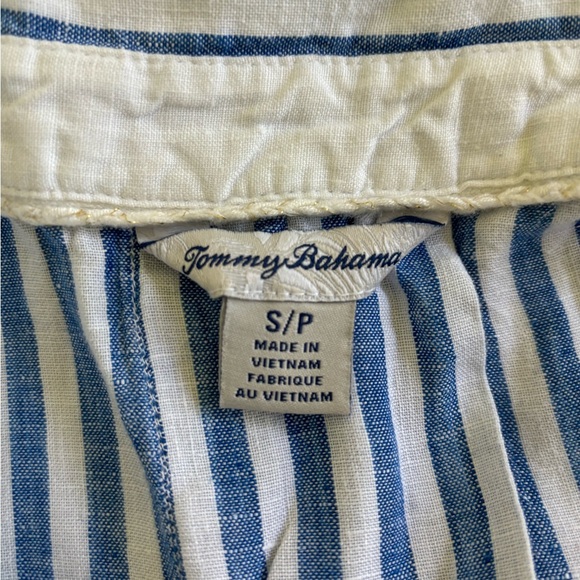 Tommy Bahama
S/P
MADE IN
VIETNAM
FABRIQUE
AU VIETNAM